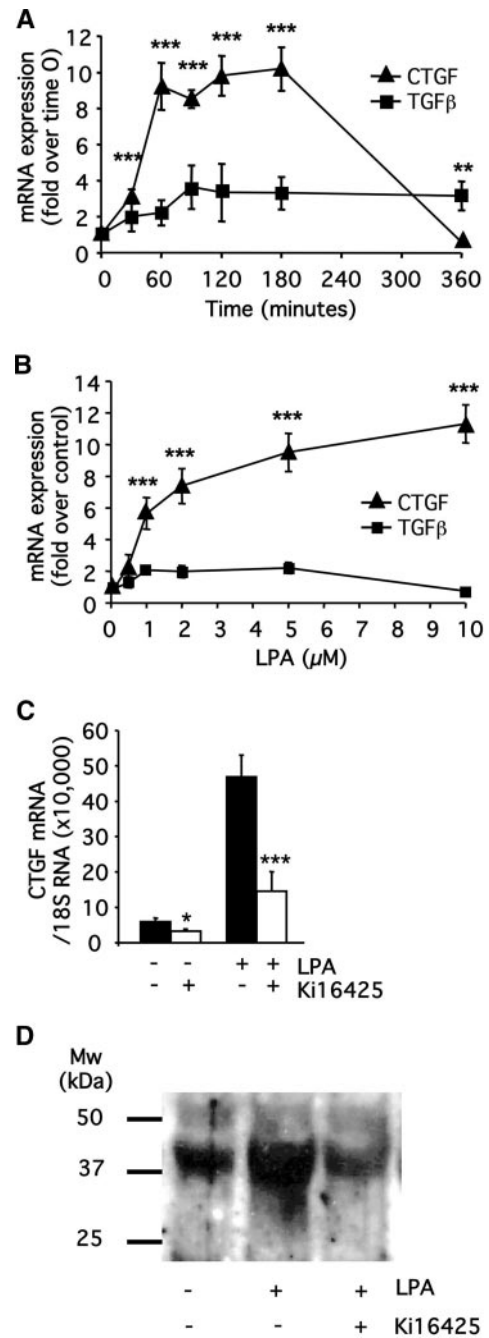 A
mRNA expression
(fold over time O)
12
10
8
6
4
2
0
*** *** *** *** *** **
CTGF
TGFβ
0 60 120 180 240 300 360
Time (minutes)
B
mRNA expression
(fold over control)
14
12
10
8
6
4
2
0
*** *** *** ***
CTGF
TGFβ
0 1 2 3 4 5 6 7 8 9 10
LPA (µM)
C
CTGF mRNA
/18S RNA (x10,000)
60
50
40
30
20
10
0
* ***
- - + + LPA
- + - + Ki16425
D
Mw
(kDa)
50
37
25
- + + LPA
- - + Ki16425